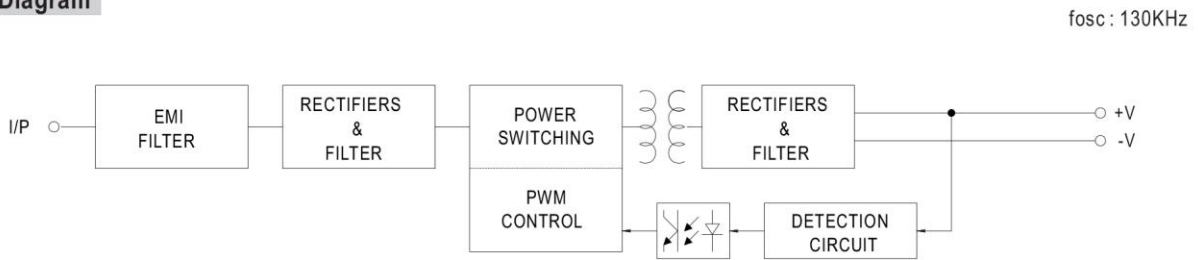 Diagram
fosc : 130KHz
I/P
EMI
FILTER
RECTIFIERS
&
FILTER
POWER
SWITCHING
PWM
CONTROL
RECTIFIERS
&
FILTER
+V
-V
DETECTION
CIRCUIT